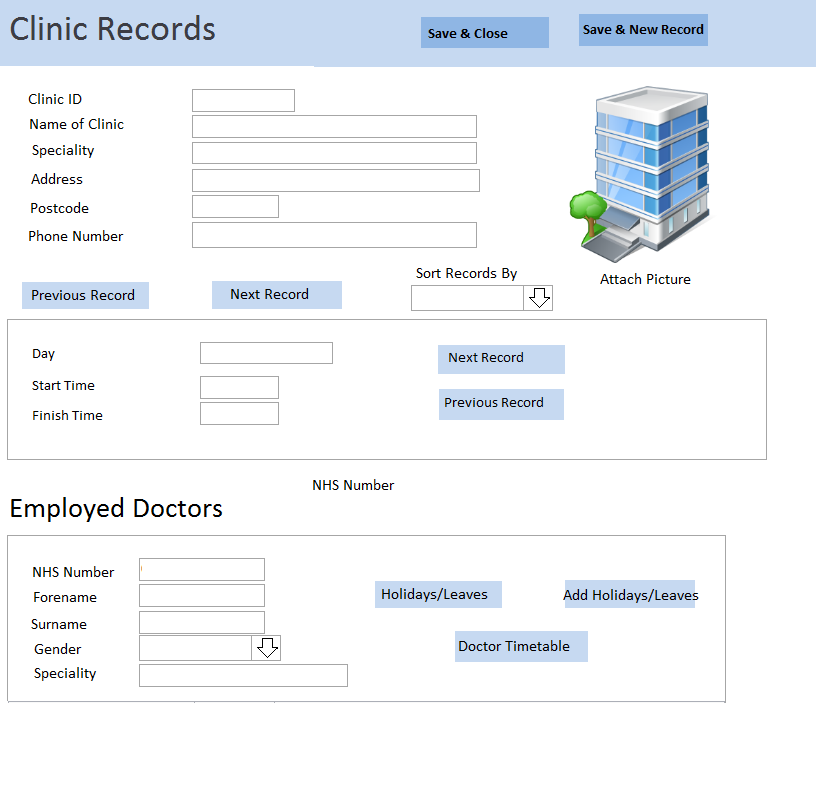 Clinic Records
Save & Close
Save & New Record
Clinic ID
Name of Clinic
Speciality
Address
Postcode
Phone Number
Attach Picture
Sort Records By
Previous Record
Next Record
Day
Start Time
Finish Time
Next Record
Previous Record
NHS Number
Employed Doctors
NHS Number
Forename
Surname
Gender
Speciality
Holidays/Leaves
Add Holidays/Leaves
Doctor Timetable